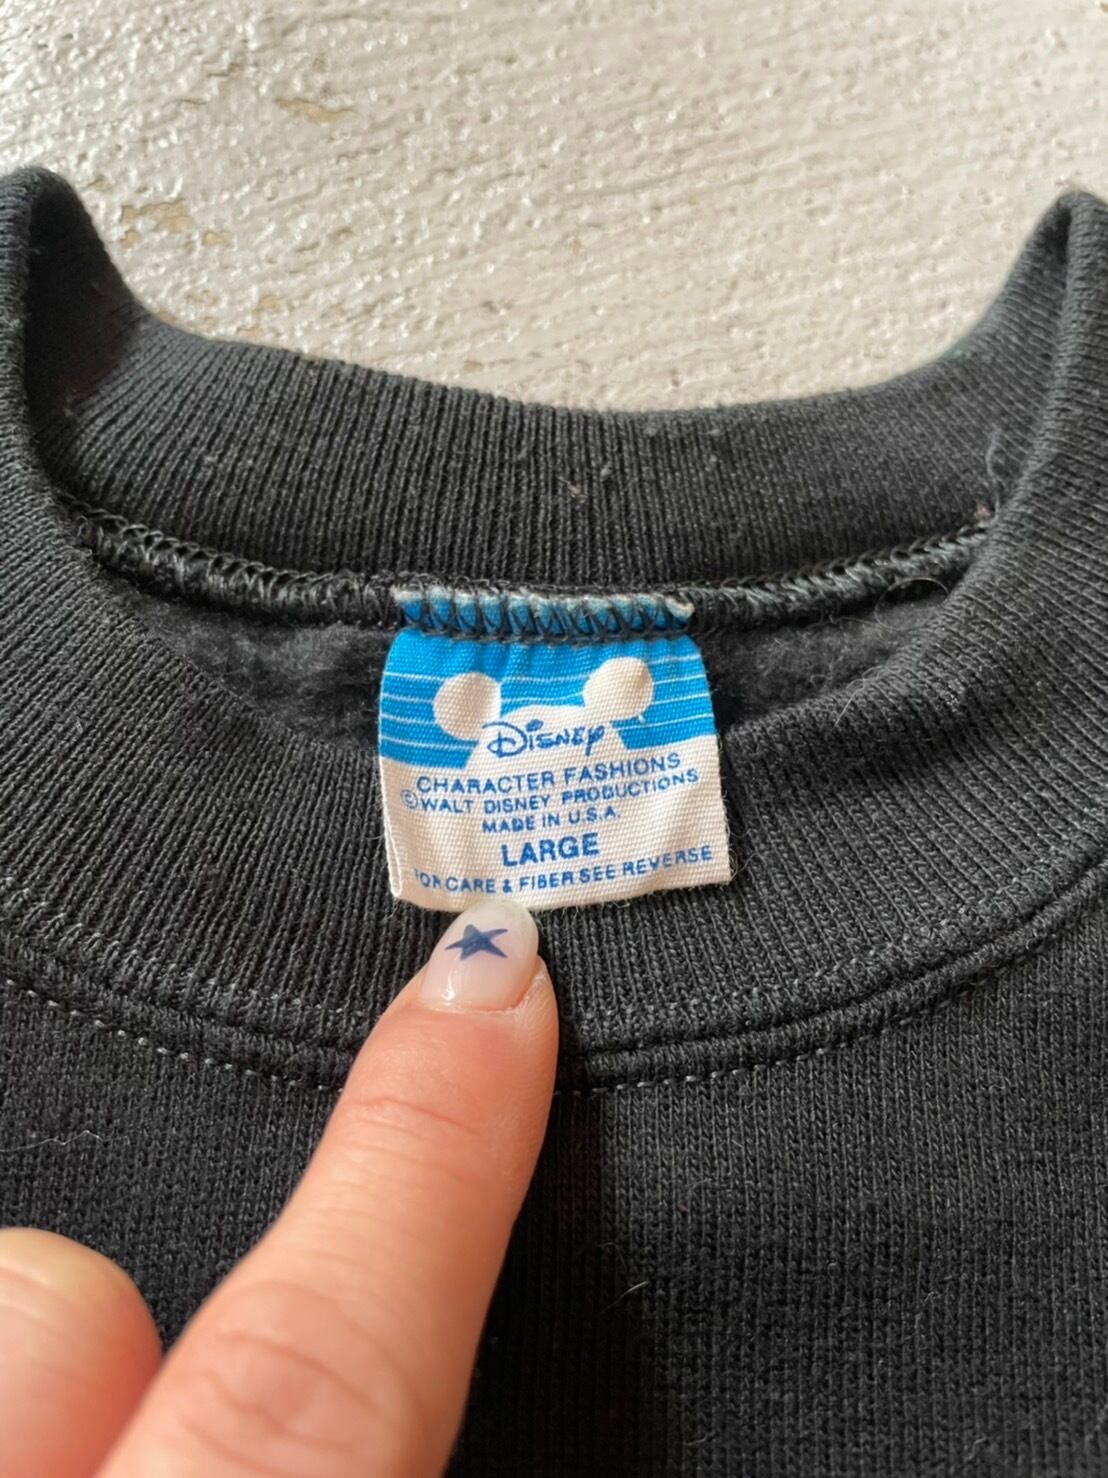 Disney
CHARACTER FASHIONS
©WALT DISNEY PRODUCTIONS
MADE IN U.S.A.
LARGE
FOR CARE & FIBER SEE REVERSE